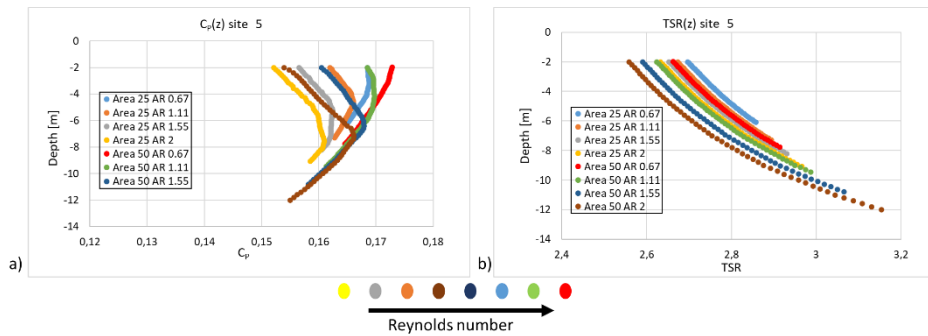 Cₚ(z) site 5
0
-2
-4
-6
-8
-10
-12
-14
0,12
0,13
0,14
0,15
0,16
0,17
0,18
Depth [m]
Cₚ
Area 25 AR 0.67
Area 25 AR 1.11
Area 25 AR 1.55
Area 25 AR 2
Area 50 AR 0.67
Area 50 AR 1.11
Area 50 AR 1.55
a)
TSR(z) site 5
0
-2
-4
-6
-8
-10
-12
-14
2,4
2,6
2,8
3
3,2
Depth [m]
TSR
Area 25 AR 0.67
Area 25 AR 1.11
Area 25 AR 1.55
Area 25 AR 2
Area 50 AR 0.67
Area 50 AR 1.11
Area 50 AR 1.55
Area 50 AR 2
b)
Reynolds number